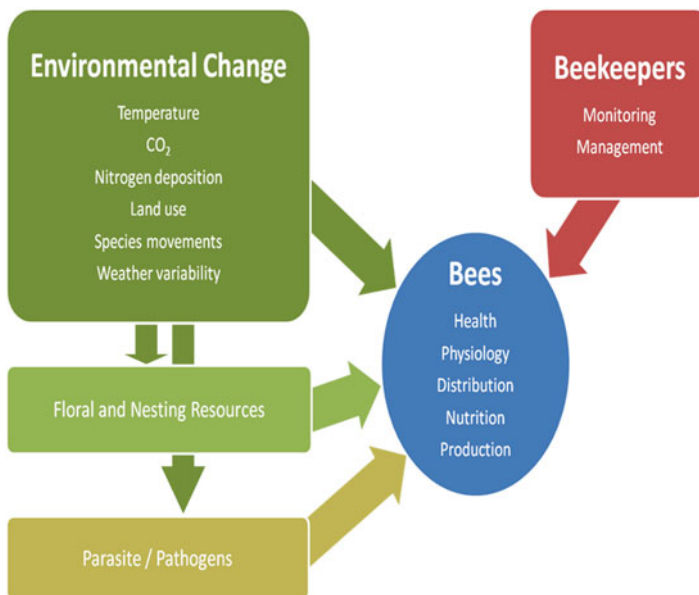 Environmental Change
Temperature
CO₂
Nitrogen deposition
Land use
Species movements
Weather variability
Beekeepers
Monitoring
Management
Bees
Health
Physiology
Distribution
Nutrition
Production
Floral and Nesting Resources
Parasite / Pathogens